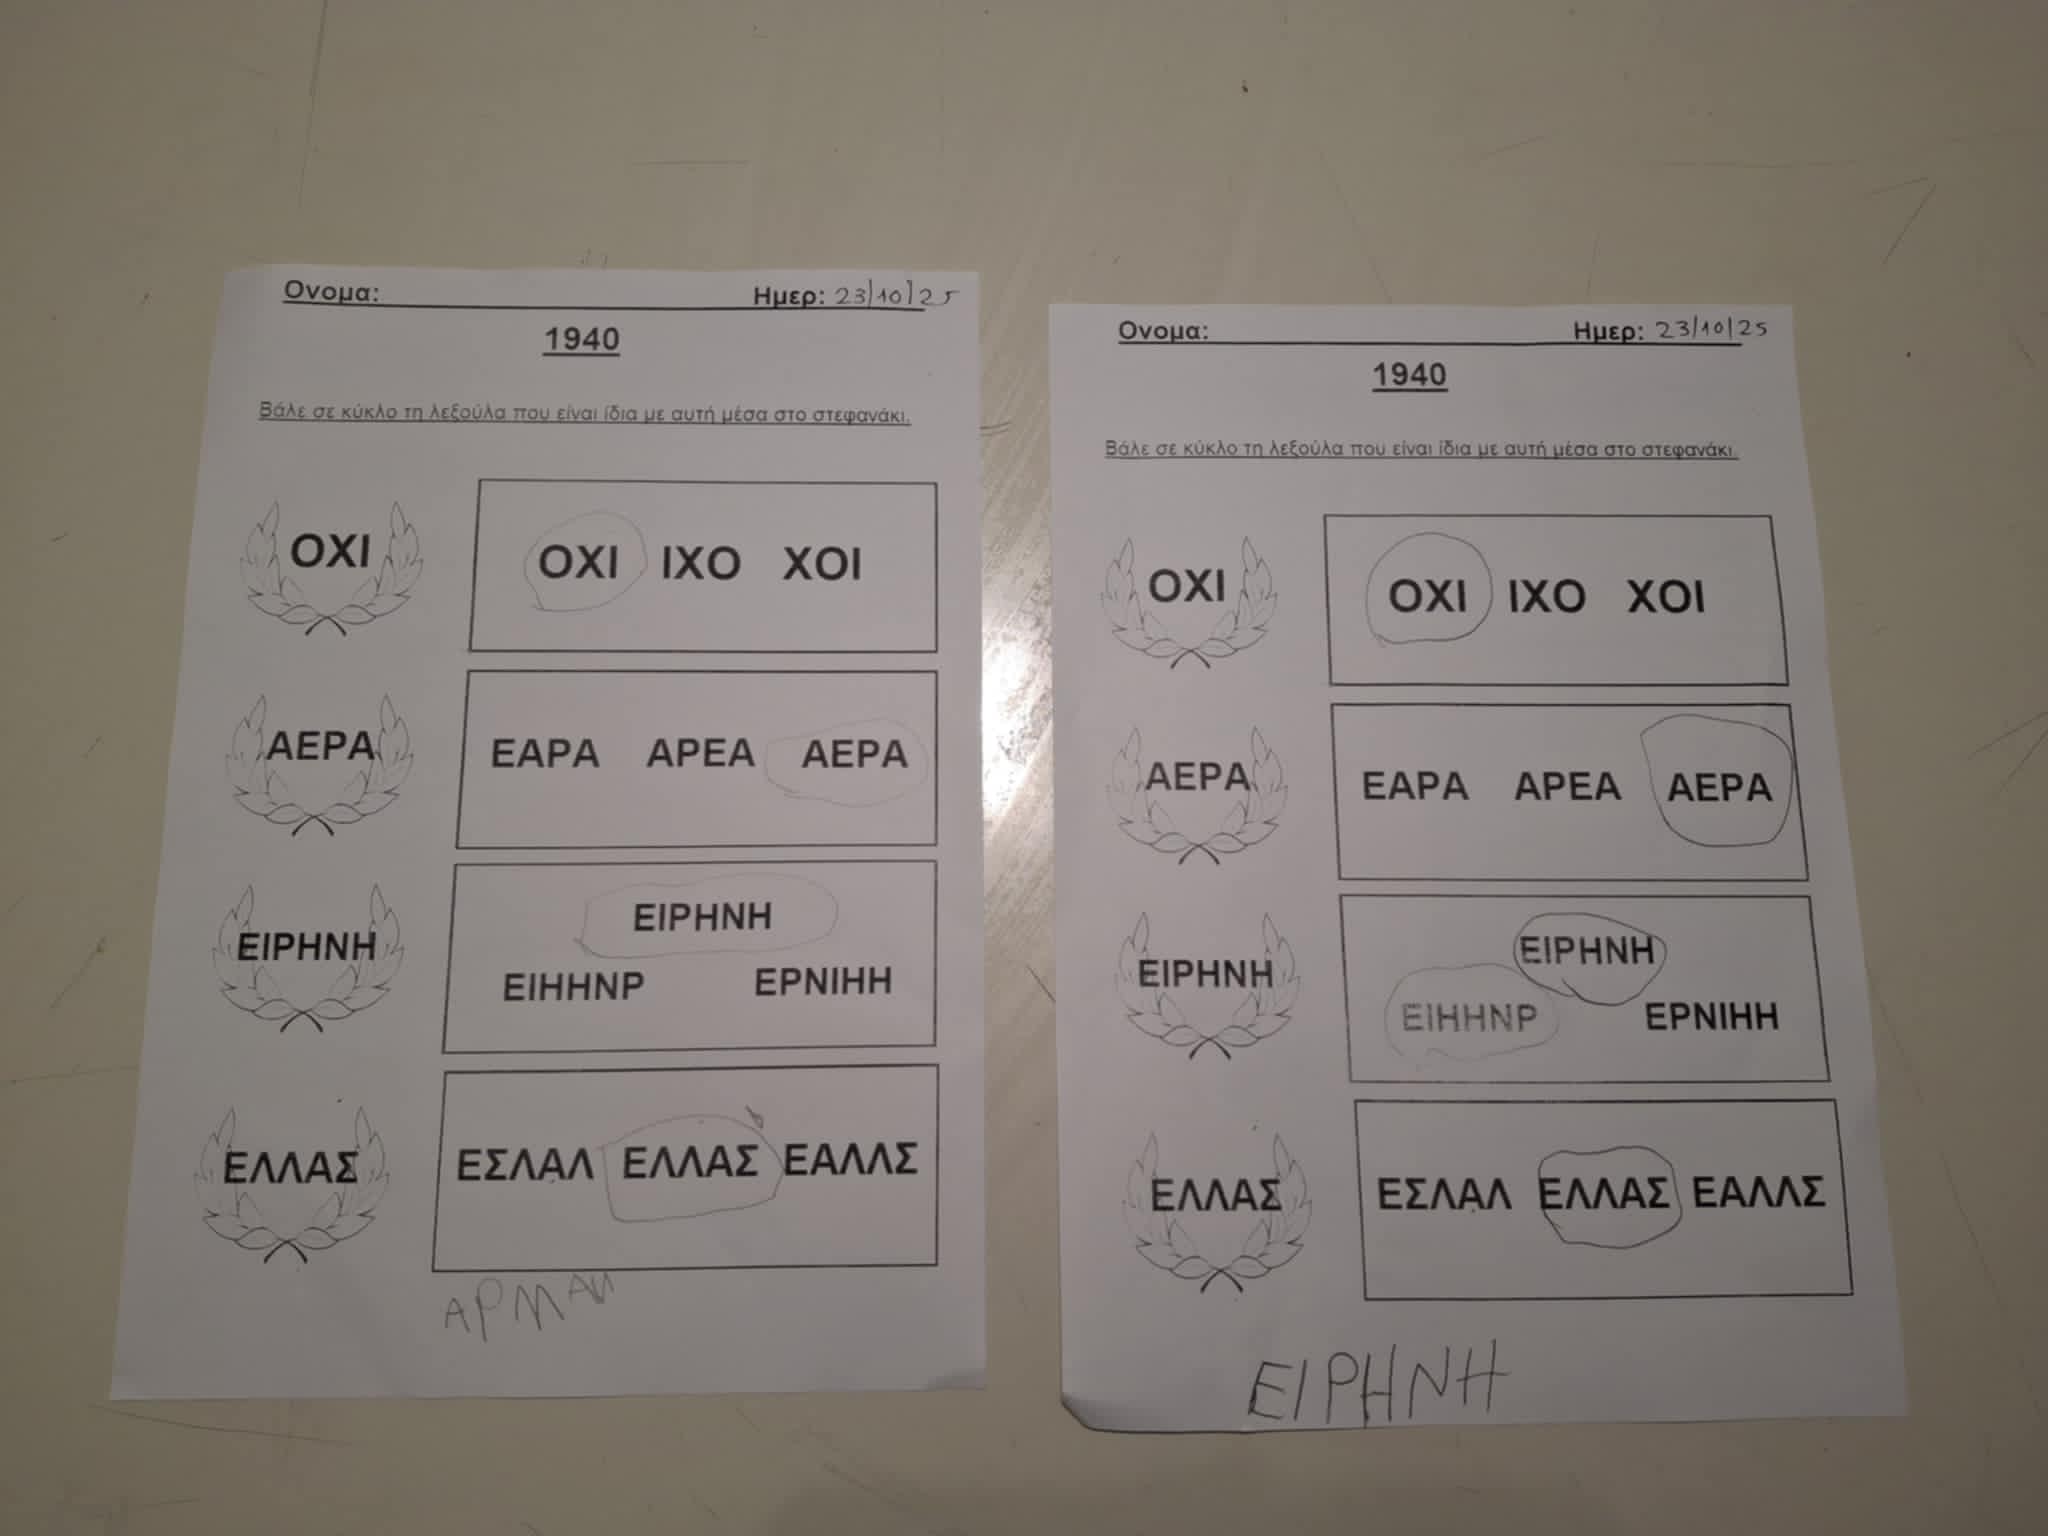 Ονομα: Ημερ: 23/10/25
1940
Βάλε σε κύκλο τη λεξούλα που είναι ίδια με αυτή μέσα στο στεφανάκι.
ΟΧΙ
ΟΧΙ ΙΧΟ ΧΟΙ
ΑΕΡΑ
ΕΑΡΑ ΑΡΕΑ ΑΕΡΑ
ΕΙΡΗΝΗ
ΕΙΡΗΝΗ
ΕΙΗΗΝΡ ΕΡΝΙΗΗ
ΕΛΛΑΣ
ΕΣΛΑΛ ΕΛΛΑΣ ΕΑΛΛΣ
ΑΡΜΑΝ
Ονομα: Ημερ: 23/10/25
1940
Βάλε σε κύκλο τη λεξούλα που είναι ίδια με αυτή μέσα στο στεφανάκι.
ΟΧΙ
ΟΧΙ ΙΧΟ ΧΟΙ
ΑΕΡΑ
ΕΑΡΑ ΑΡΕΑ ΑΕΡΑ
ΕΙΡΗΝΗ
ΕΙΡΗΝΗ
ΕΙΗΗΝΡ ΕΡΝΙΗΗ
ΕΛΛΑΣ
ΕΣΛΑΛ ΕΛΛΑΣ ΕΑΛΛΣ
ΕΙΡΗΝΗ